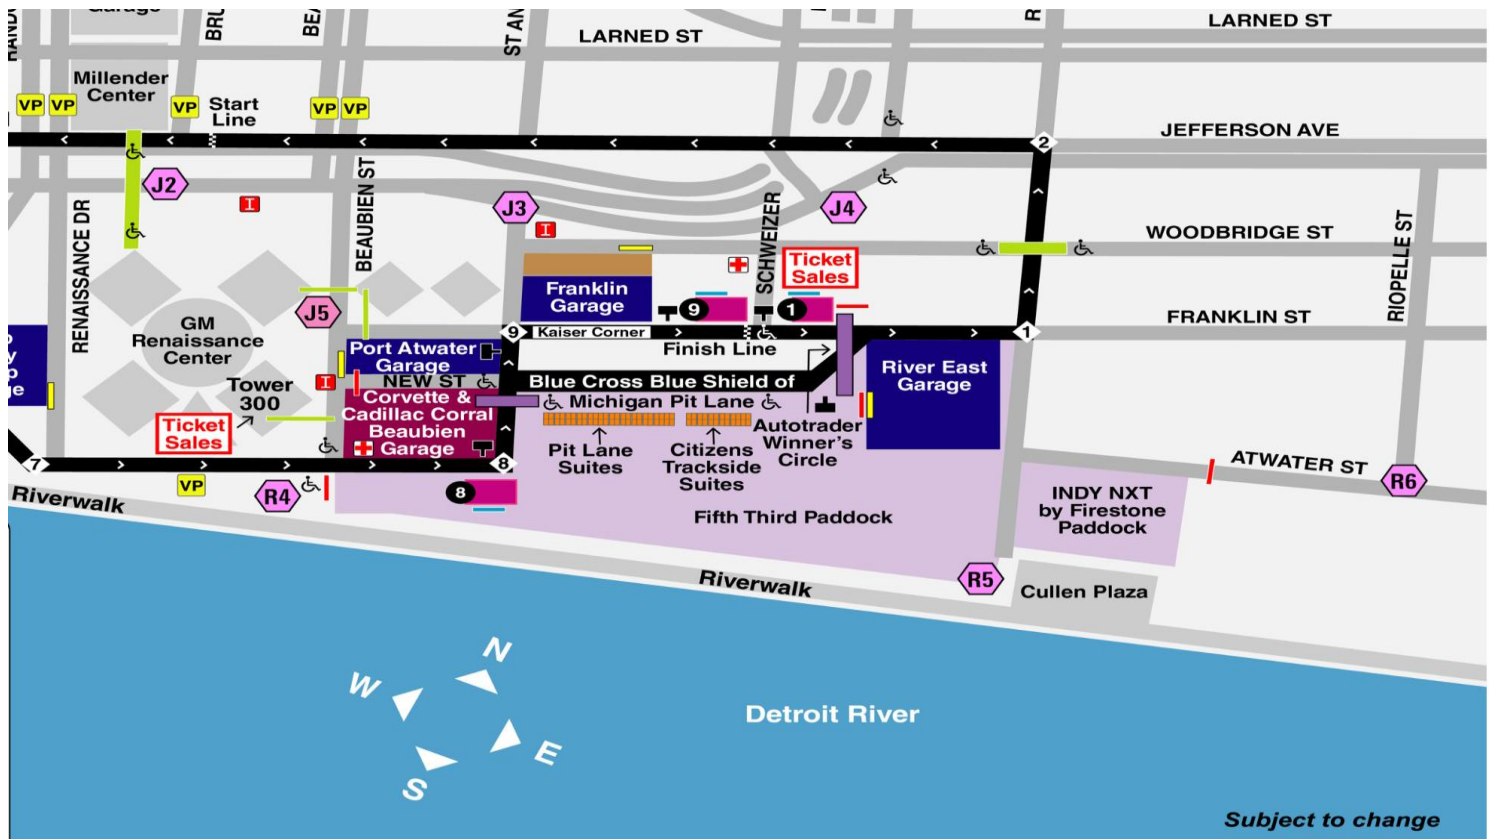 Garage
LARNED ST
LARNED ST
ST AN
Millender
Center
VP
VP
VP
Start
Line
VP
VP
JEFFERSON AVE
2
J2
J3
J4
J5
I
I
I
BEAUBIEN ST
RENAISSANCE DR
SCHWEIZER
WOODBRIDGE ST
RIOPELLE ST
Ticket
Sales
Franklin
Garage
9
1
GM
Renaissance
Center
9
Kaiser Corner
1
FRANKLIN ST
Finish Line
Port Atwater
Garage
NEW ST
Blue Cross Blue Shield of
Michigan Pit Lane
River East
Garage
Tower
300
Ticket
Sales
Corvette &
Cadillac Corral
Beaubien
Garage
Pit Lane
Suites
Citizens
Trackside
Suites
Autotrader
Winner's
Circle
7
8
ATWATER ST
VP
R4
8
R6
INDY NXT
by Firestone
Paddock
Fifth Third Paddock
Riverwalk
Riverwalk
R5
Cullen Plaza
N
W
E
S
Detroit River
Subject to change